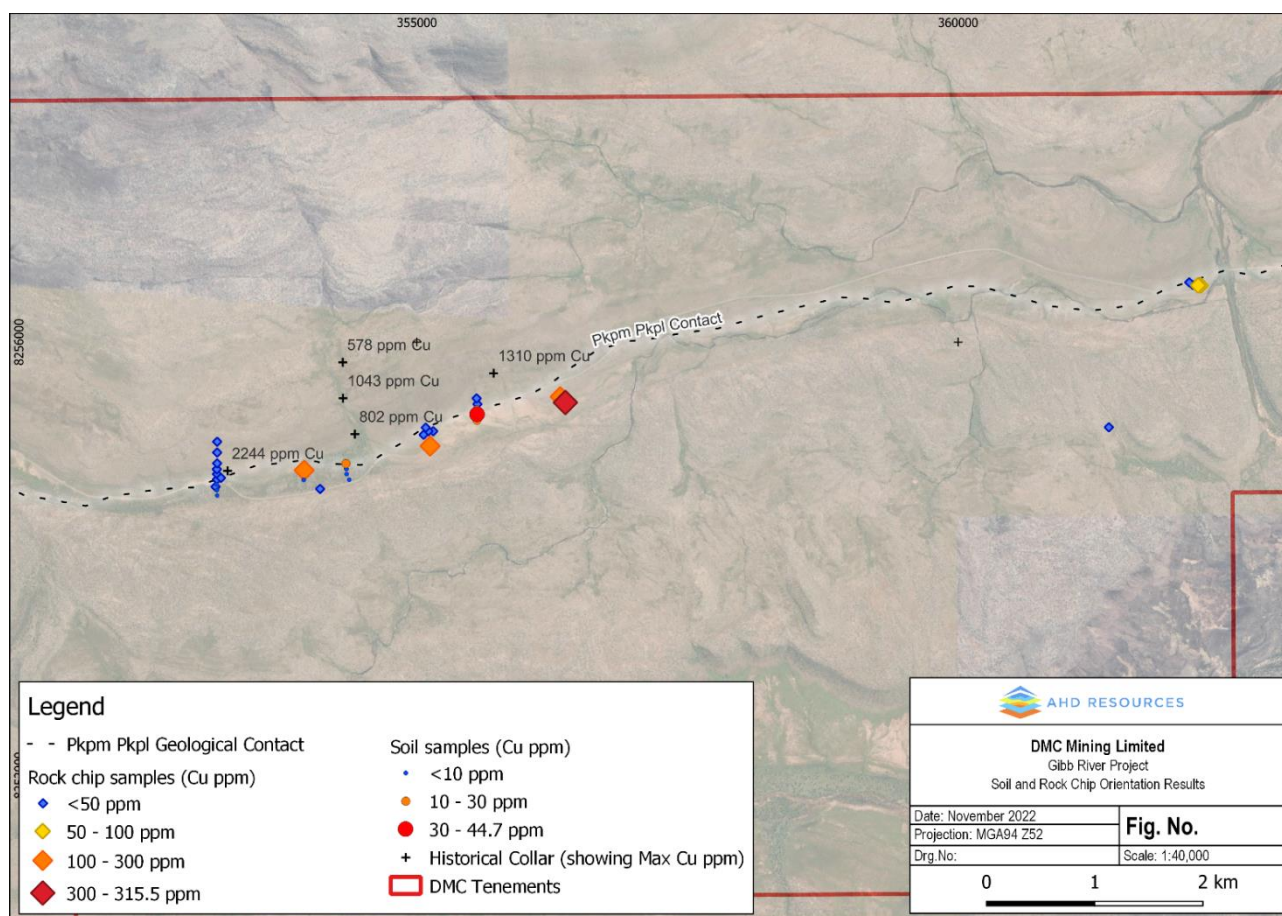 355000
360000
8256000
Pkpm Pkpl Contact
578 ppm Cu
1310 ppm Cu
1043 ppm Cu
802 ppm Cu
2244 ppm Cu
Legend
Pkpm Pkpl Geological Contact
Rock chip samples (Cu ppm)
<50 ppm
50 - 100 ppm
100 - 300 ppm
300 - 315.5 ppm
Soil samples (Cu ppm)
<10 ppm
10 - 30 ppm
30 - 44.7 ppm
Historical Collar (showing Max Cu ppm)
DMC Tenements
AHD RESOURCES
DMC Mining Limited
Gibb River Project
Soil and Rock Chip Orientation Results
Date: November 2022
Projection: MGA94 Z52
Drg.No:
Fig. No.
Scale: 1:40,000
0 1 2 km